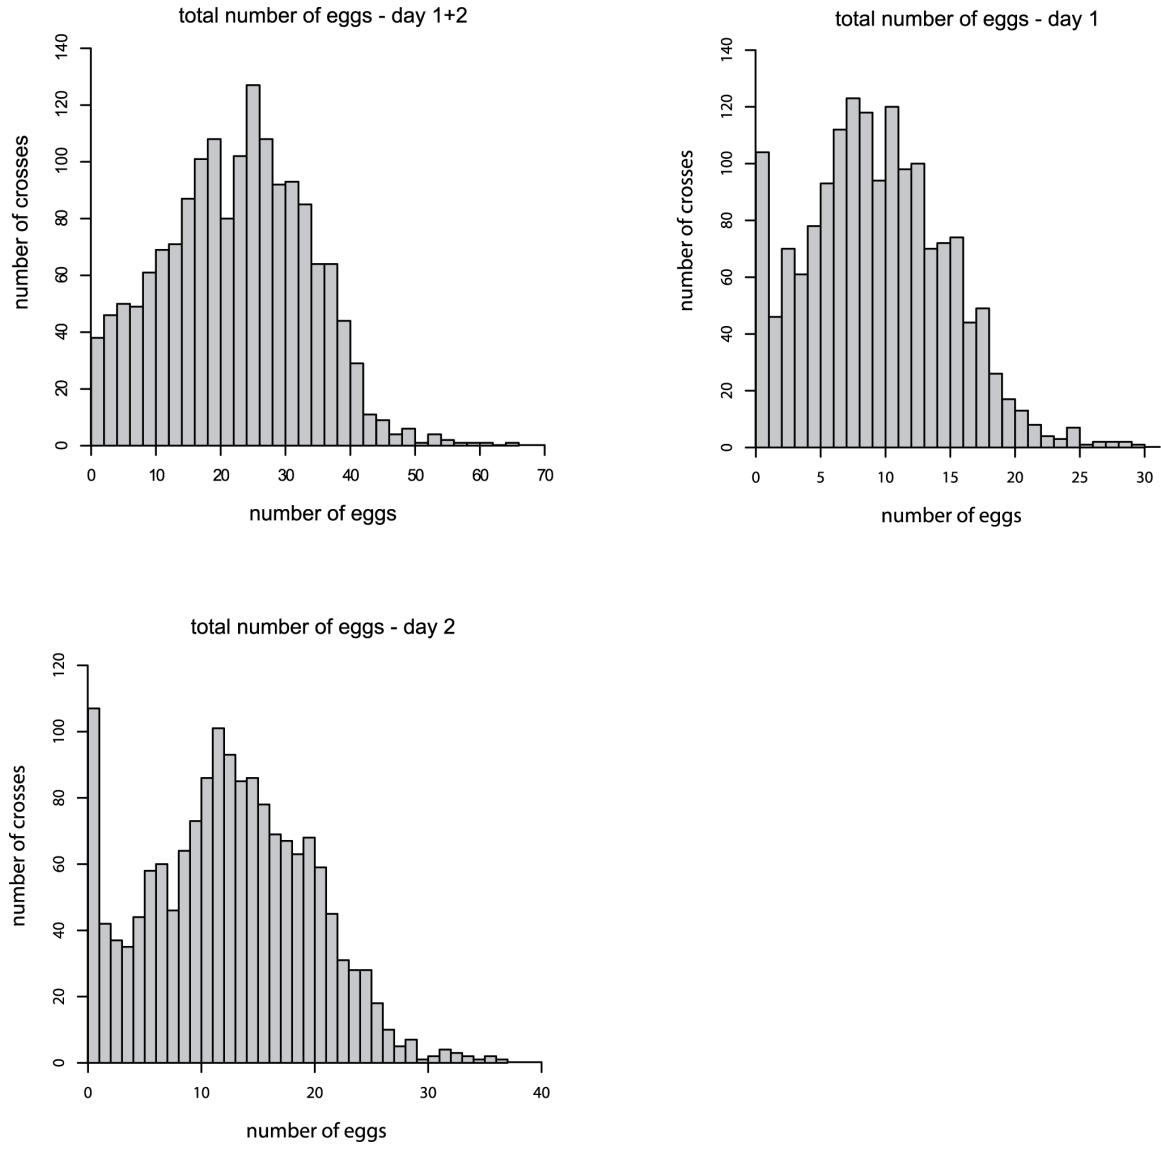 total number of eggs - day 1+2
number of crosses
0 20 40 60 80 100 120 140
0 10 20 30 40 50 60 70
number of eggs
total number of eggs - day 1
number of crosses
0 20 40 60 80 100 120 140
0 5 10 15 20 25 30
number of eggs
total number of eggs - day 2
number of crosses
0 20 40 60 80 100 120
0 10 20 30 40
number of eggs